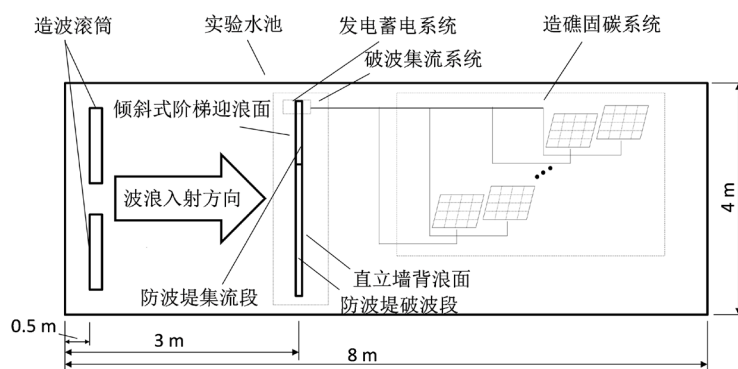 造波滚筒
实验水池
发电蓄电系统
造礁固碳系统
破波集流系统
倾斜式阶梯迎浪面
波浪入射方向
4 m
直立墙背浪面
防波堤集流段
防波堤破波段
0.5 m
3 m
8 m